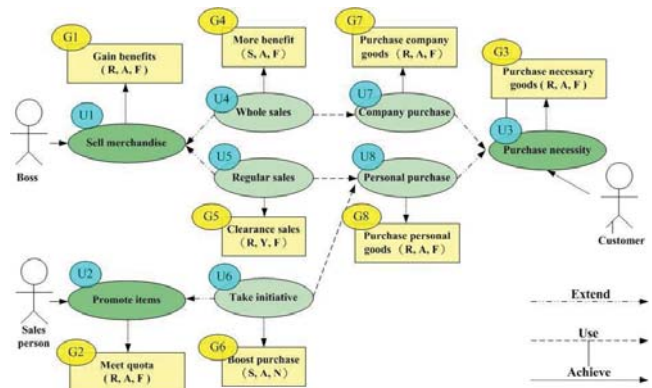 G1
Gain benefits
(R, A, F)
G4
More benefit
(S, A, F)
G7
Purchase company
goods (R, A, F)
G3
Purchase necessary
goods (R, A, F)
U1
Sell merchandise
U4
Whole sales
U7
Company purchase
U3
Purchase necessity
Boss
U5
Regular sales
U8
Personal purchase
G5
Clearance sales
(R, Y, F)
G8
Purchase personal
goods (R, A, F)
Customer
U2
Promote items
U6
Take initiative
Sales
person
G2
Meet quota
(R, A, F)
G6
Boost purchase
(S, A, N)
Extend
Use
Achieve